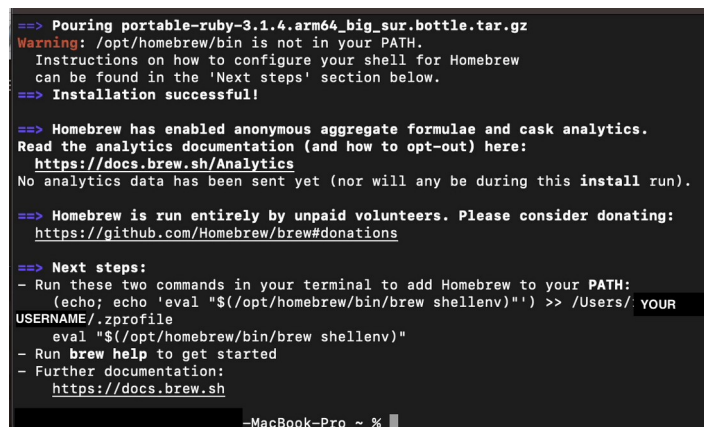 ==> Pouring portable-ruby-3.1.4.arm64_big_sur.bottle.tar.gz
Warning: /opt/homebrew/bin is not in your PATH.
  Instructions on how to configure your shell for Homebrew
  can be found in the 'Next steps' section below.
==> Installation successful!

==> Homebrew has enabled anonymous aggregate formulae and cask analytics.
Read the analytics documentation (and how to opt-out) here:
  https://docs.brew.sh/Analytics
No analytics data has been sent yet (nor will any be during this install run).

==> Homebrew is run entirely by unpaid volunteers. Please consider donating:
  https://github.com/Homebrew/brew#donations

==> Next steps:
- Run these two commands in your terminal to add Homebrew to your PATH:
    (echo; echo 'eval "$(/opt/homebrew/bin/brew shellenv)"') >> /Users/ YOUR
USERNAME/.zprofile
    eval "$(/opt/homebrew/bin/brew shellenv)"
- Run brew help to get started
- Further documentation:
    https://docs.brew.sh

-MacBook-Pro ~ %